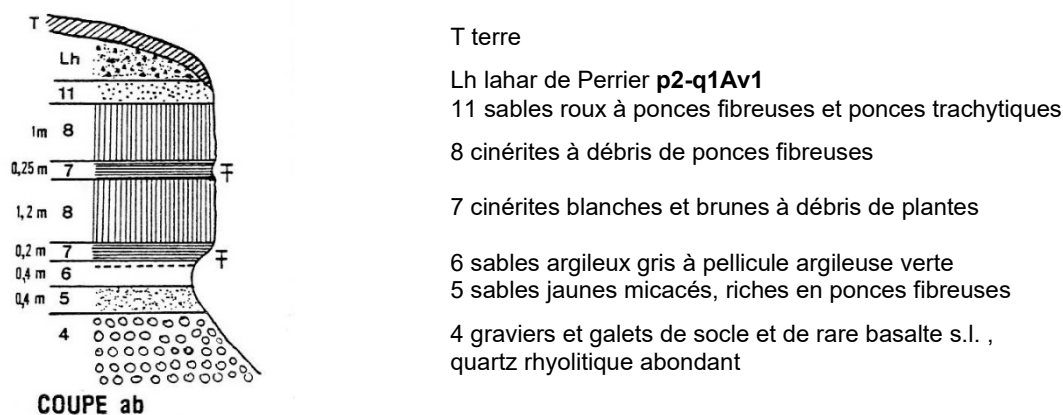 T
T terre
Lh
Lh lahar de Perrier p2-q1Av1
11
11 sables roux à ponces fibreuses et ponces trachytiques
1m 8
8 cinérites à débris de ponces fibreuses
0,25 m 7
1,2 m 8
7 cinérites blanches et brunes à débris de plantes
0,2 m 7
0,4 m 6
6 sables argileux gris à pellicule argileuse verte
0,4 m 5
5 sables jaunes micacés, riches en ponces fibreuses
4
4 graviers et galets de socle et de rare basalte s.l. ,
quartz rhyolitique abondant
COUPE ab